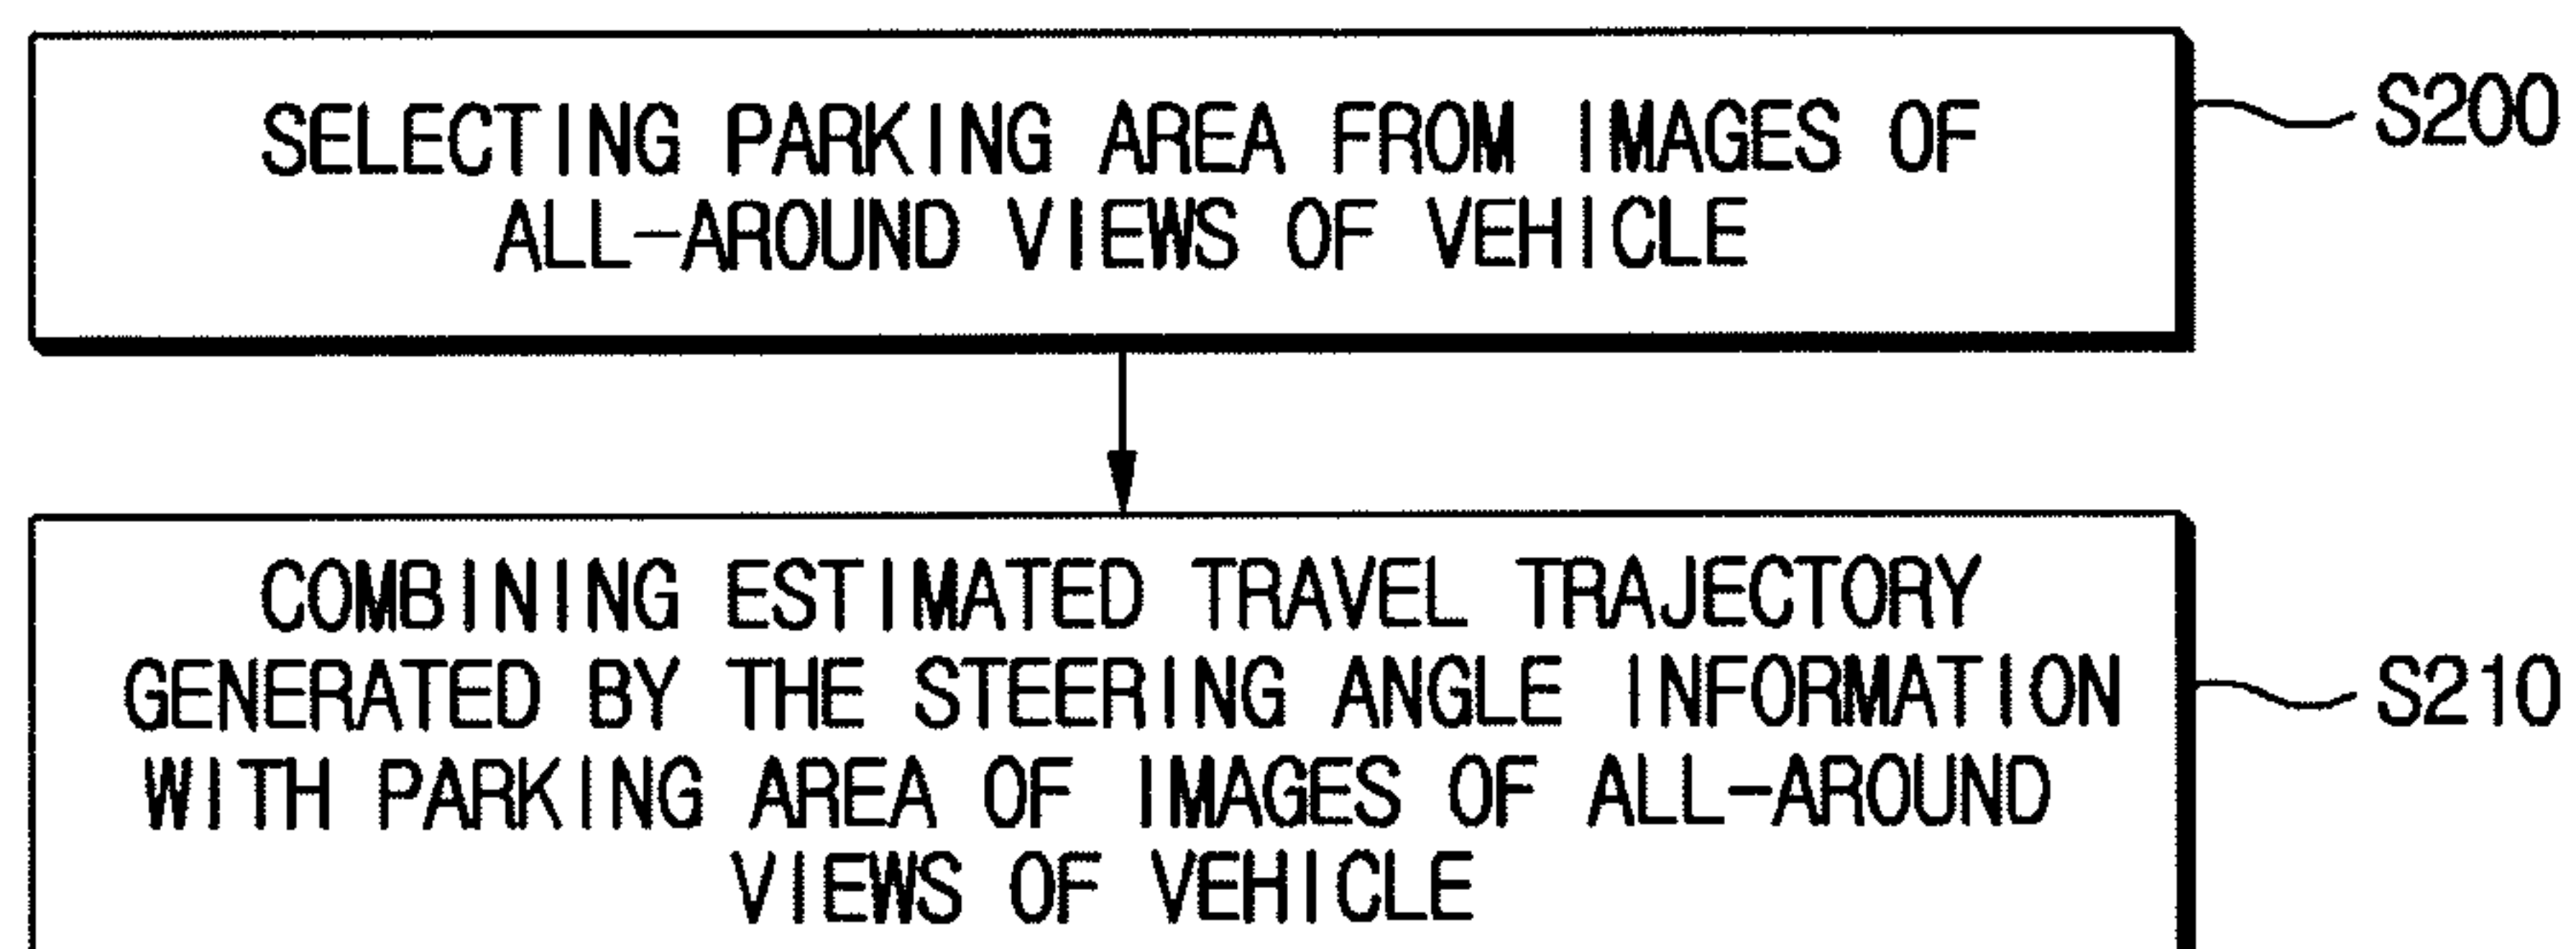 SELECTING PARKING AREA FROM IMAGES OF
ALL-AROUND VIEWS OF VEHICLE
S200
COMBINING ESTIMATED TRAVEL TRAJECTORY
GENERATED BY THE STEERING ANGLE INFORMATION
WITH PARKING AREA OF IMAGES OF ALL-AROUND
VIEWS OF VEHICLE
S210